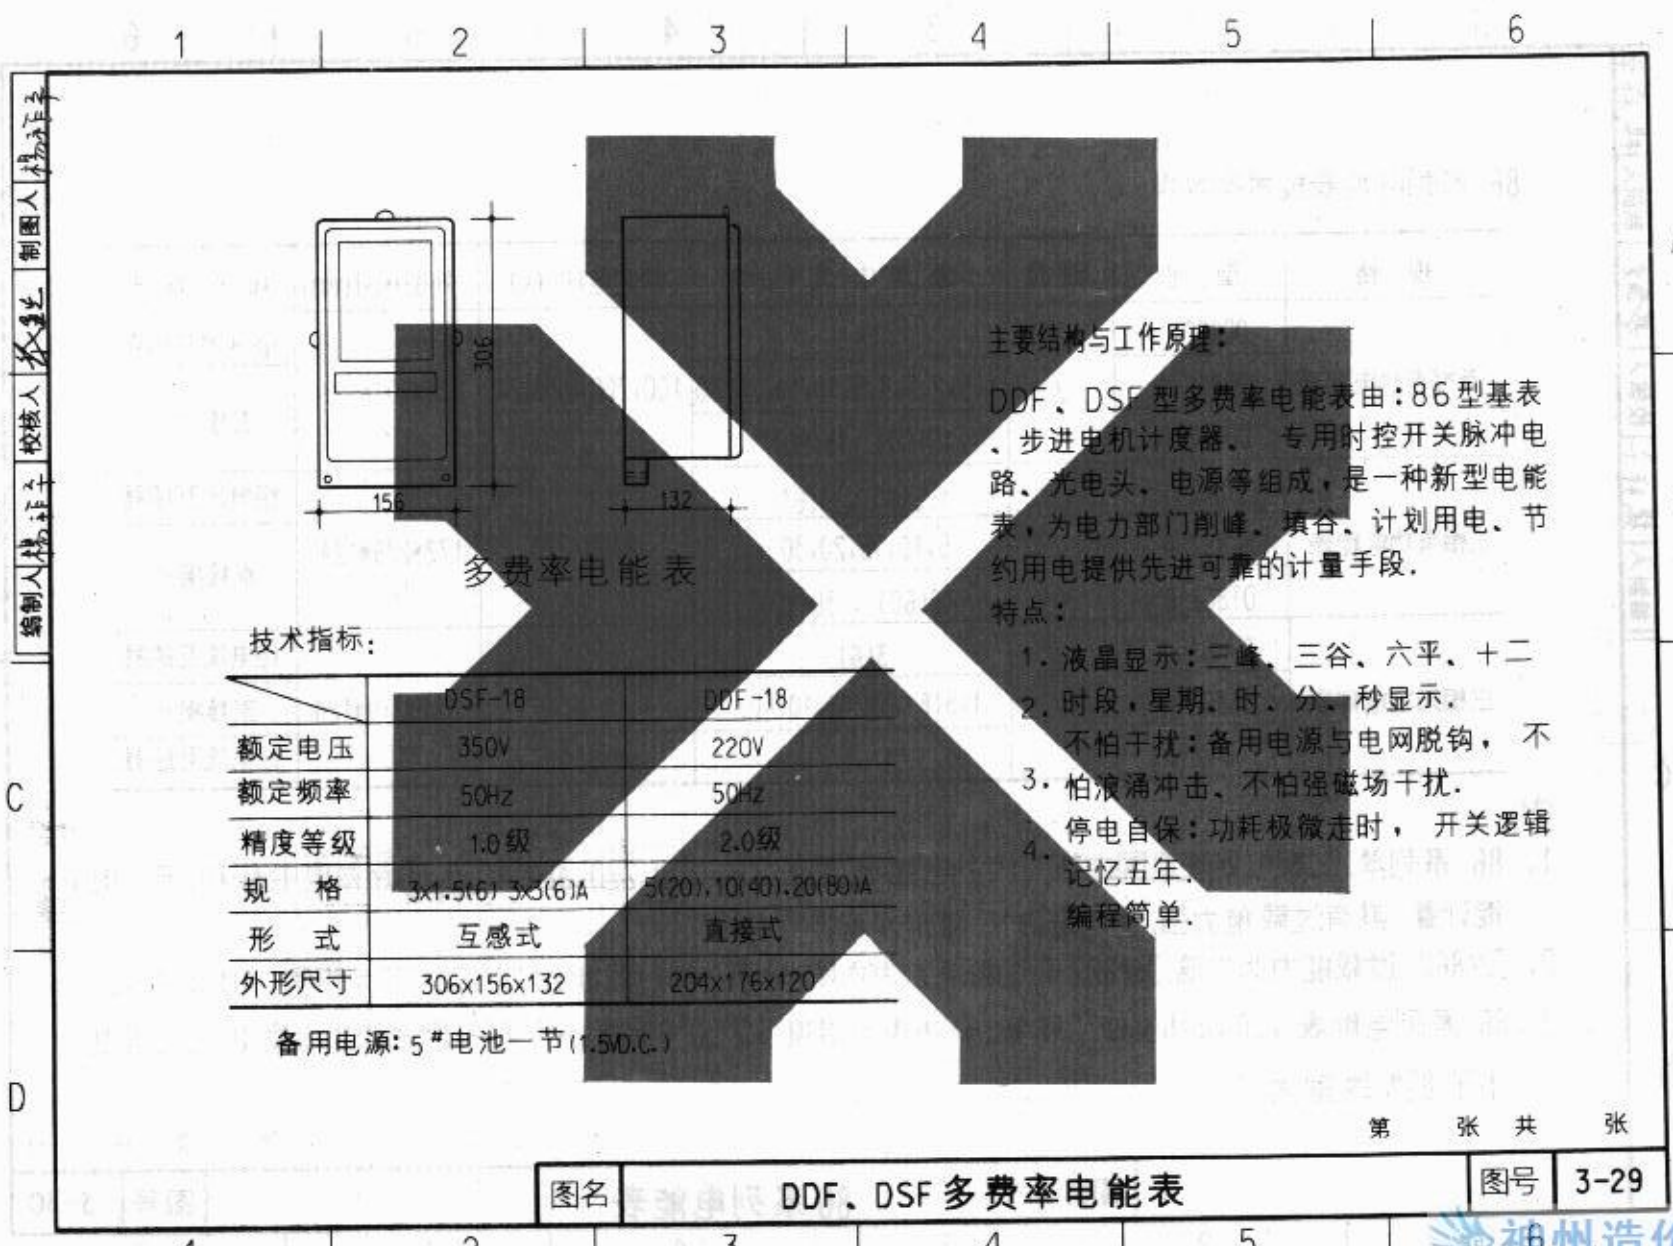 1 2 3 4 5 6
制图人
校核人
编制人
C
D
306
156
132
多费率电能表
技术指标:
DSF-18 DDF-18
额定电压 350V 220V
额定频率 50Hz 50Hz
精度等级 1.0级 2.0级
规 格 3x1.5(6) 3x3(6)A 5(20).10(40).20(80)A
形 式 互感式 直接式
外形尺寸 306x156x132 204x176x120
备用电源: 5#电池一节(1.5VD.C.)
主要结构与工作原理:
DDF、DSF型多费率电能表由:86型基表
、步进电机计度器、 专用时控开关脉冲电
路、光电头、电源等组成,是一种新型电能
表,为电力部门削峰、填谷、计划用电、节
约用电提供先进可靠的计量手段.
特点:
1. 液晶显示:三峰、三谷、六平、十二
2. 时段,星期、时、分、秒显示.
不怕干扰:备用电源与电网脱钩, 不
3. 怕浪涌冲击、不怕强磁场干扰.
停电自保:功耗极微走时, 开关逻辑
4. 记忆五年.
编程简单.
第 张 共 张
图名 DDF、DSF多费率电能表 图号 3-29
神州造价